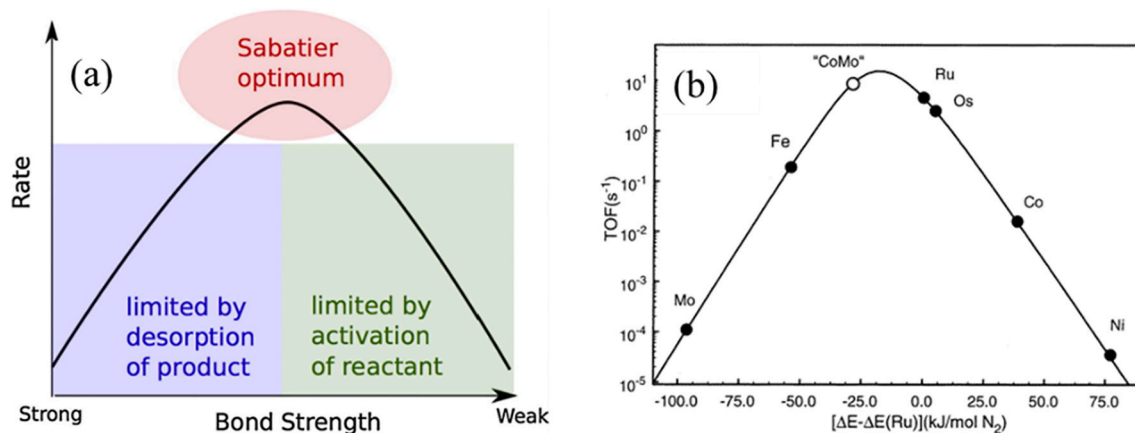 (a)
Sabatier
optimum
Rate
limited by
desorption
of product
limited by
activation
of reactant
Strong
Bond Strength
Weak
(b)
"CoMo"
Ru
Os
Fe
Co
Mo
Ni
TOF(s⁻¹)
10¹
10⁰
10⁻¹
10⁻²
10⁻³
10⁻⁴
10⁻⁵
-100.0 -75.0 -50.0 -25.0 0.0 25.0 50.0 75.0
[ΔE-ΔE(Ru)](kJ/mol N₂)